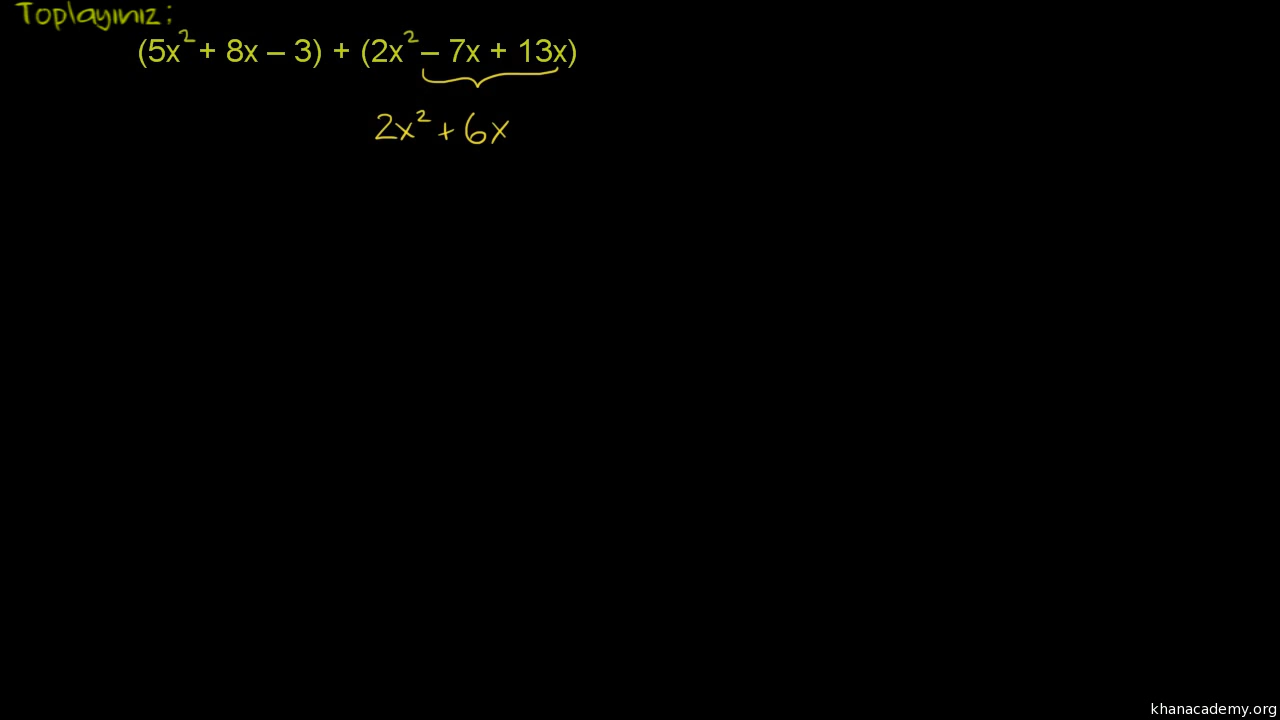 Toplayınız:
(5x² + 8x – 3) + (2x² – 7x + 13x)
2x² + 6x
khanacademy.org